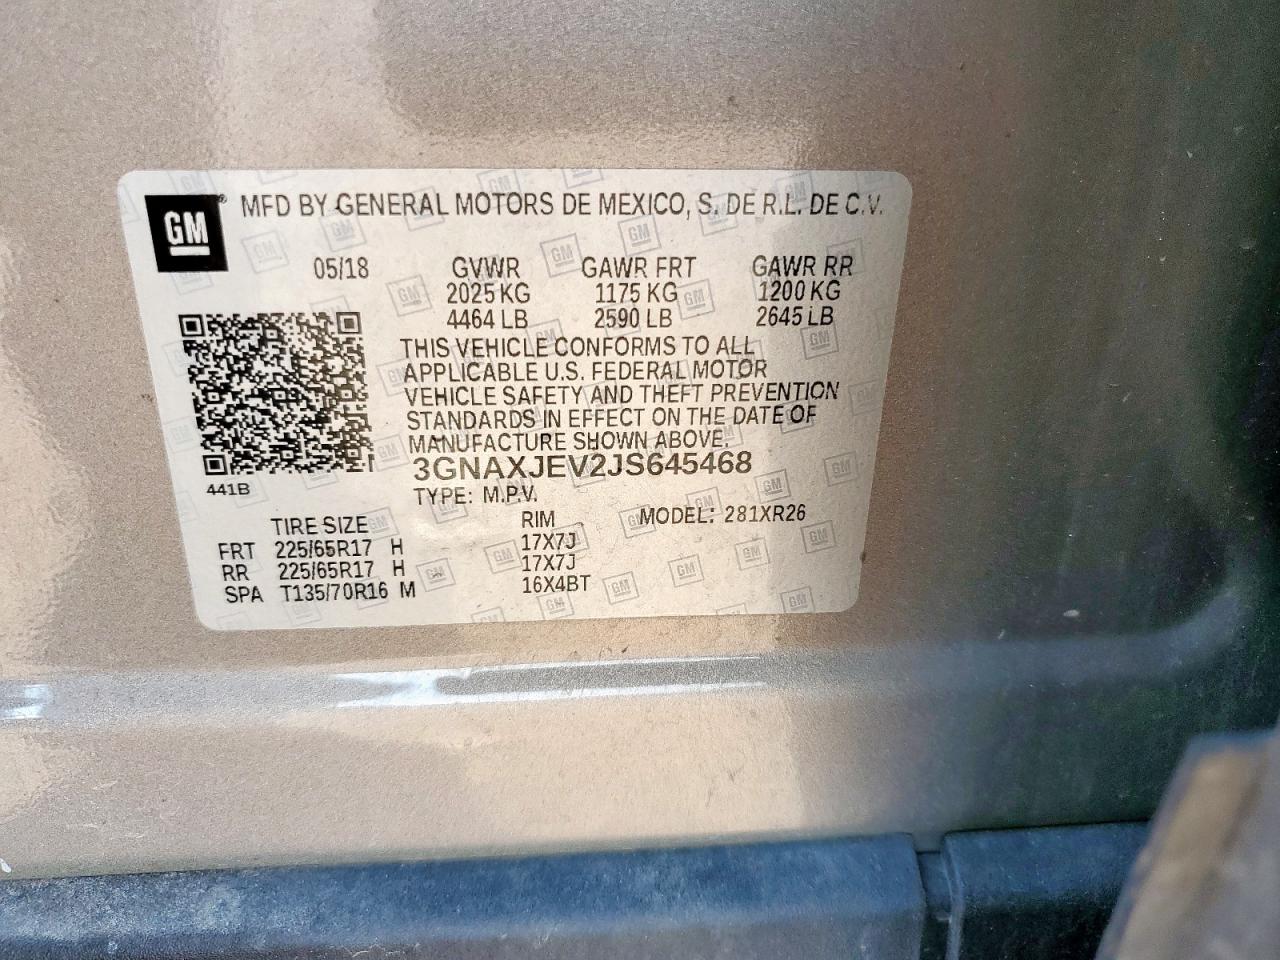 GM MFD BY GENERAL MOTORS DE MEXICO, S. DE R.L. DE C.V.
05/18 GVWR GAWR FRT GAWR RR
2025 KG 1175 KG 1200 KG
4464 LB 2590 LB 2645 LB
THIS VEHICLE CONFORMS TO ALL
APPLICABLE U.S. FEDERAL MOTOR
VEHICLE SAFETY AND THEFT PREVENTION
STANDARDS IN EFFECT ON THE DATE OF
MANUFACTURE SHOWN ABOVE.
3GNAXJEV2JS645468
441B
TYPE: M.P.V.
TIRE SIZE RIM MODEL: 281XR26
FRT 225/65R17 H 17X7J
RR 225/65R17 H 17X7J
SPA T135/70R16 M 16X4BT